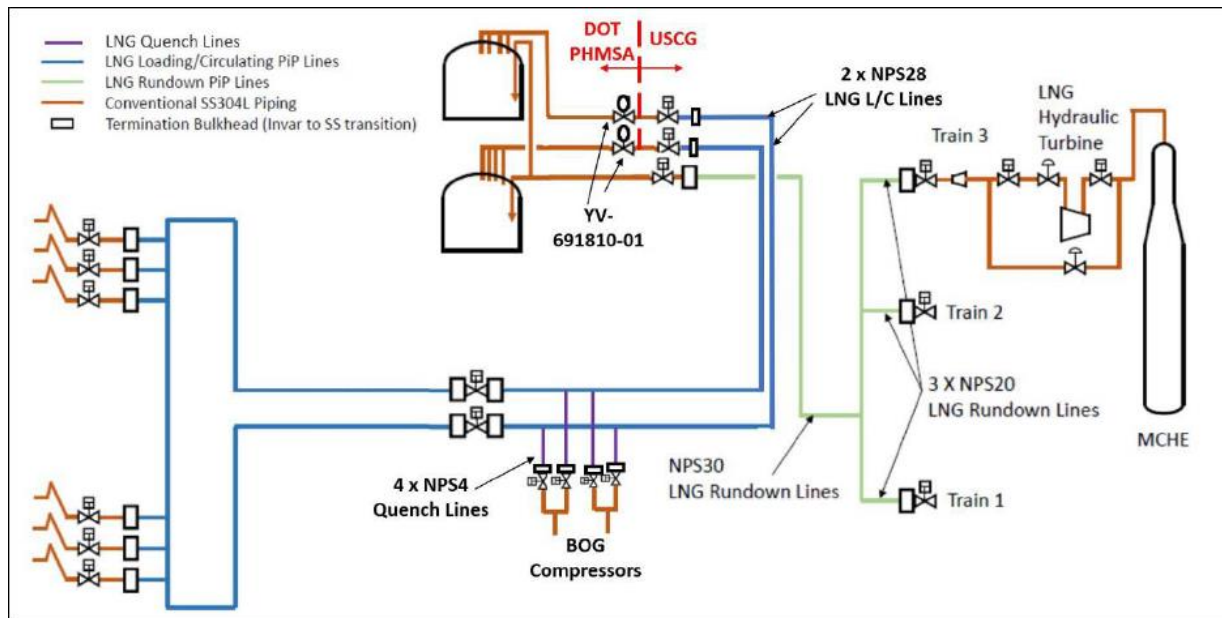 LNG Quench Lines
LNG Loading/Circulating PiP Lines
LNG Rundown PiP Lines
Conventional SS304L Piping
Termination Bulkhead (Invar to SS transition)
DOT
PHMSA
USCG
2 x NPS28
LNG L/C Lines
LNG
Hydraulic
Turbine
Train 3
YV-
691810-01
Train 2
3 X NPS20
LNG Rundown Lines
MCHE
NPS30
LNG Rundown Lines
4 x NPS4
Quench Lines
Train 1
BOG
Compressors